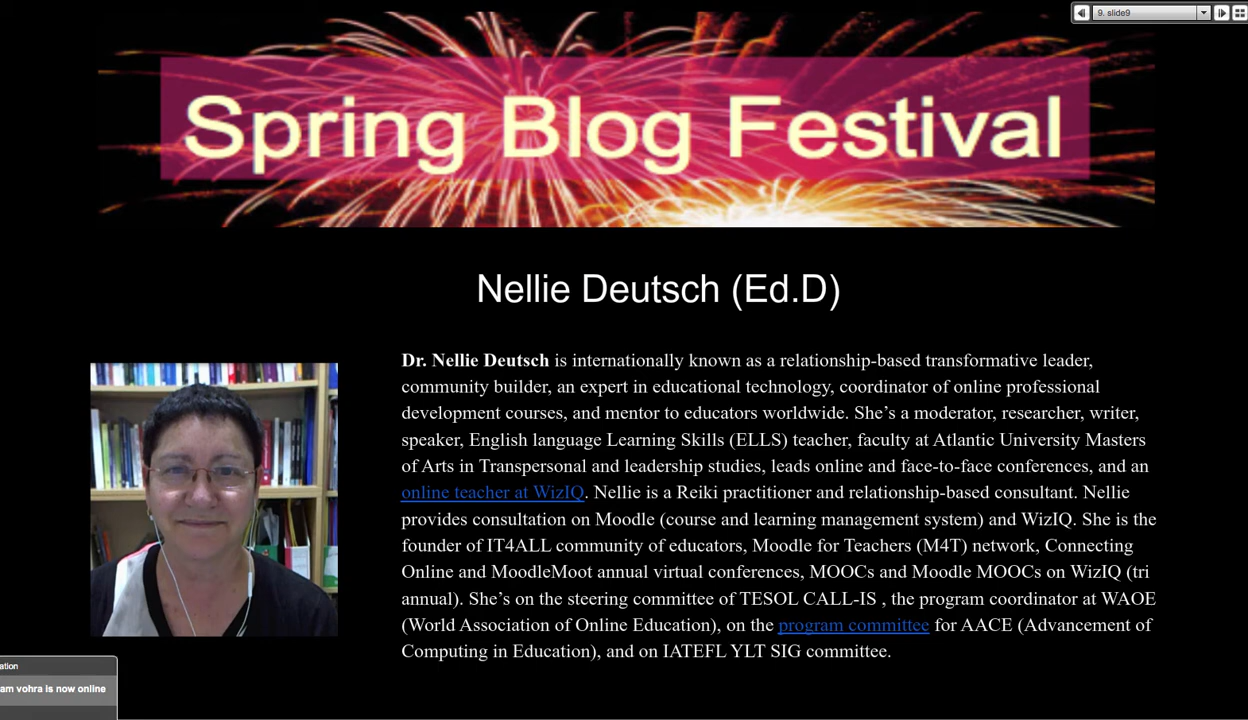 9. slide9
Spring Blog Festival
Nellie Deutsch (Ed.D)
Dr. Nellie Deutsch is internationally known as a relationship-based transformative leader,
community builder, an expert in educational technology, coordinator of online professional
development courses, and mentor to educators worldwide. She's a moderator, researcher, writer,
speaker, English language Learning Skills (ELLS) teacher, faculty at Atlantic University Masters
of Arts in Transpersonal and leadership studies, leads online and face-to-face conferences, and an
online teacher at WizIQ. Nellie is a Reiki practitioner and relationship-based consultant. Nellie
provides consultation on Moodle (course and learning management system) and WizIQ. She is the
founder of IT4ALL community of educators, Moodle for Teachers (M4T) network, Connecting
Online and MoodleMoot annual virtual conferences, MOOCs and Moodle MOOCs on WizIQ (tri
annual). She's on the steering committee of TESOL CALL-IS , the program coordinator at WAOE
(World Association of Online Education), on the program committee for AACE (Advancement of
Computing in Education), and on IATEFL YLT SIG committee.
ation
am vohra is now online